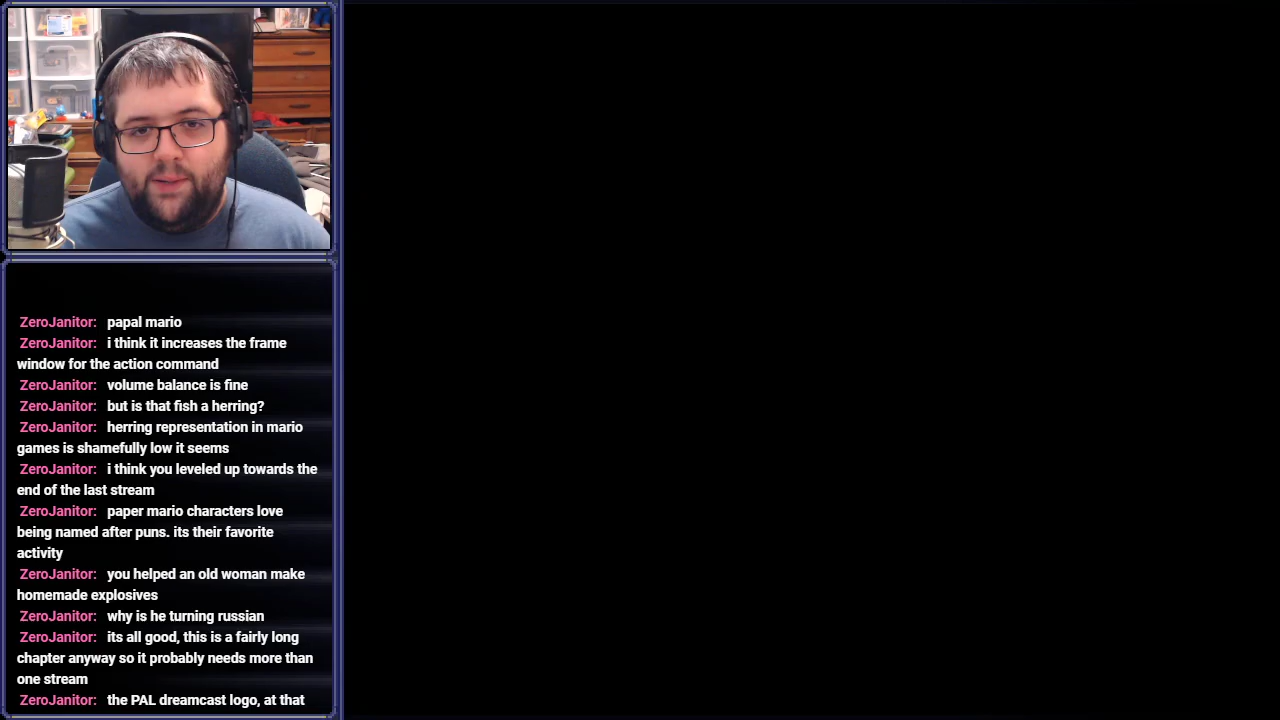 ZeroJanitor: papal mario
ZeroJanitor: i think it increases the frame
window for the action command
ZeroJanitor: volume balance is fine
ZeroJanitor: but is that fish a herring?
ZeroJanitor: herring representation in mario
games is shamefully low it seems
ZeroJanitor: i think you leveled up towards the
end of the last stream
ZeroJanitor: paper mario characters love
being named after puns. its their favorite
activity
ZeroJanitor: you helped an old woman make
homemade explosives
ZeroJanitor: why is he turning russian
ZeroJanitor: its all good, this is a fairly long
chapter anyway so it probably needs more than
one stream
ZeroJanitor: the PAL dreamcast logo, at that